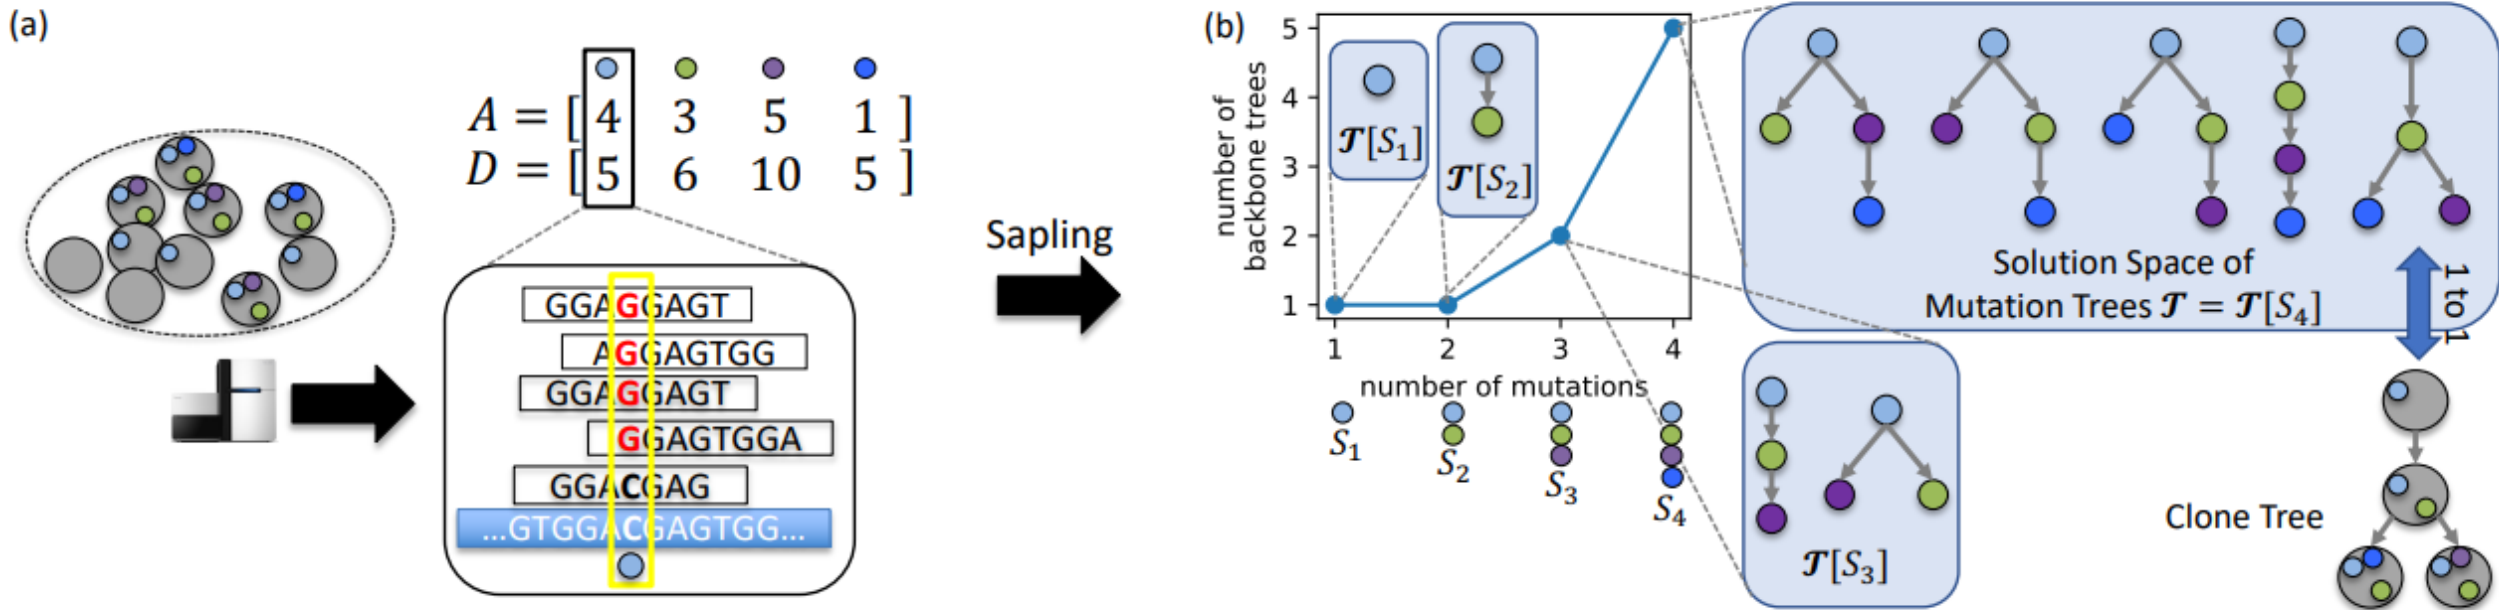 (a)
A = [ 4 3 5 1 ]
D = [ 5 6 10 5 ]
GGAGGAGT
AGGAGTGG
GGAGGAGT
GGAGTGGA
GGACGAG
...GTGGACGAGTGG...
Sapling
(b)
number of
backbone trees
5
4
3
2
1
1 2 3 4
number of mutations
S₁ S₂ S₃ S₄
𝓣[S₁]
𝓣[S₂]
Solution Space of
Mutation Trees 𝓣 = 𝓣[S₄]
1 to 1
𝓣[S₃]
Clone Tree